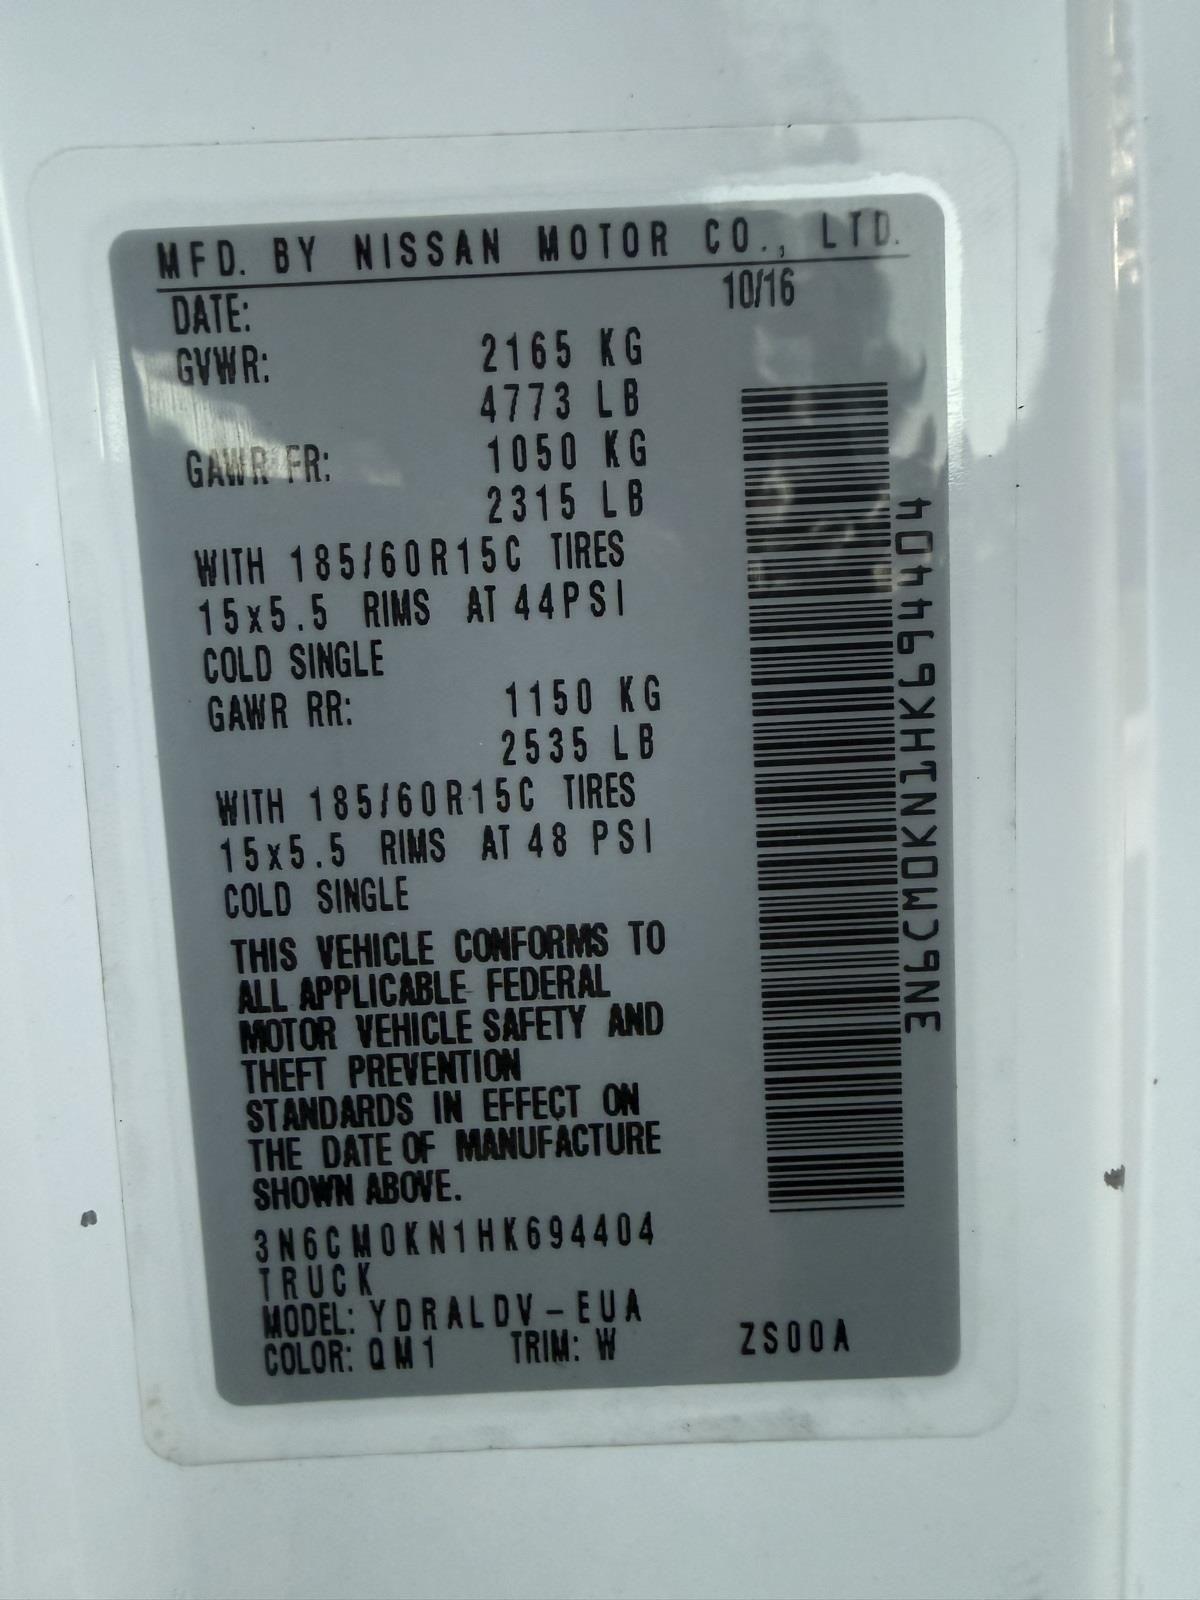 MFD. BY NISSAN MOTOR CO., LTD.
DATE: 10/16
GVWR: 2165 KG
4773 LB
GAWR FR: 1050 KG
2315 LB
WITH 185/60R15C TIRES
15x5.5 RIMS AT 44PSI
COLD SINGLE
GAWR RR: 1150 KG
2535 LB
WITH 185/60R15C TIRES
15x5.5 RIMS AT 48 PSI
COLD SINGLE
THIS VEHICLE CONFORMS TO
ALL APPLICABLE FEDERAL
MOTOR VEHICLE SAFETY AND
THEFT PREVENTION
STANDARDS IN EFFECT ON
THE DATE OF MANUFACTURE
SHOWN ABOVE.
3N6CM0KN1HK694404
TRUCK
MODEL: YDRALDV-EUA
COLOR: QM1 TRIM: W ZS00A
3N6CM0KN1HK694404